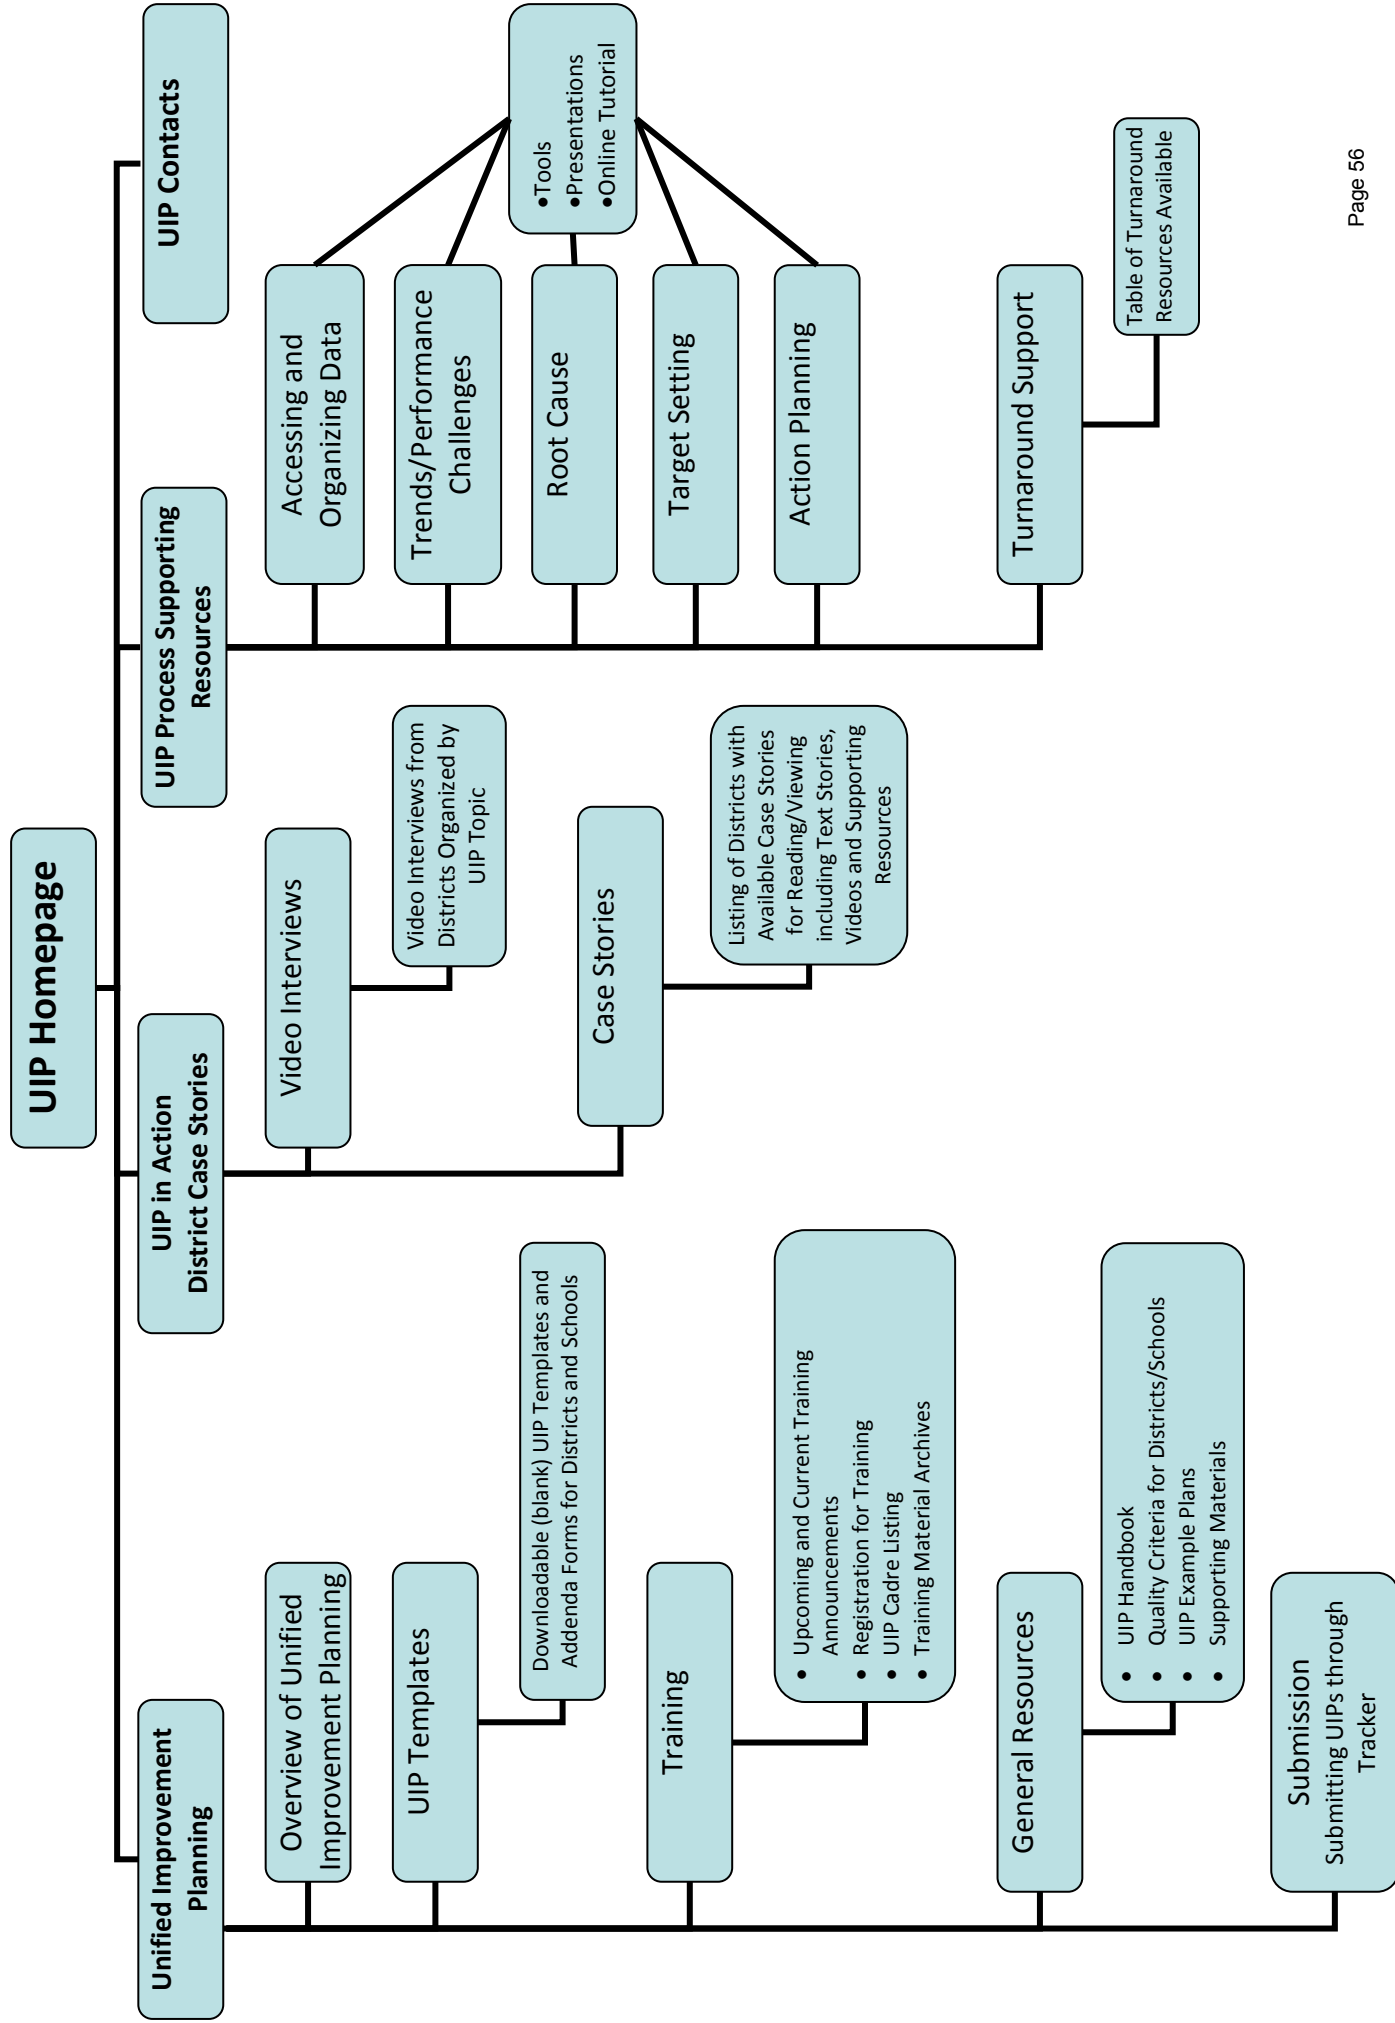 UIP Homepage
Unified Improvement
Planning
Overview of Unified
Improvement Planning
UIP Templates
Downloadable (blank) UIP Templates and
Addenda Forms for Districts and Schools
Training
• Upcoming and Current Training
Announcements
• Registration for Training
• UIP Cadre Listing
• Training Material Archives
General Resources
• UIP Handbook
• Quality Criteria for Districts/Schools
• UIP Example Plans
• Supporting Materials
Submission
Submitting UIPs through
Tracker
UIP in Action
District Case Stories
Video Interviews
Video Interviews from
Districts Organized by
UIP Topic
Case Stories
Listing of Districts with
Available Case Stories
for Reading/Viewing
including Text Stories,
Videos and Supporting
Resources
UIP Process Supporting
Resources
Accessing and
Organizing Data
Trends/Performance
Challenges
Root Cause
Target Setting
Action Planning
•Tools
•Presentations
•Online Tutorial
Turnaround Support
Table of Turnaround
Resources Available
UIP Contacts
Page 56